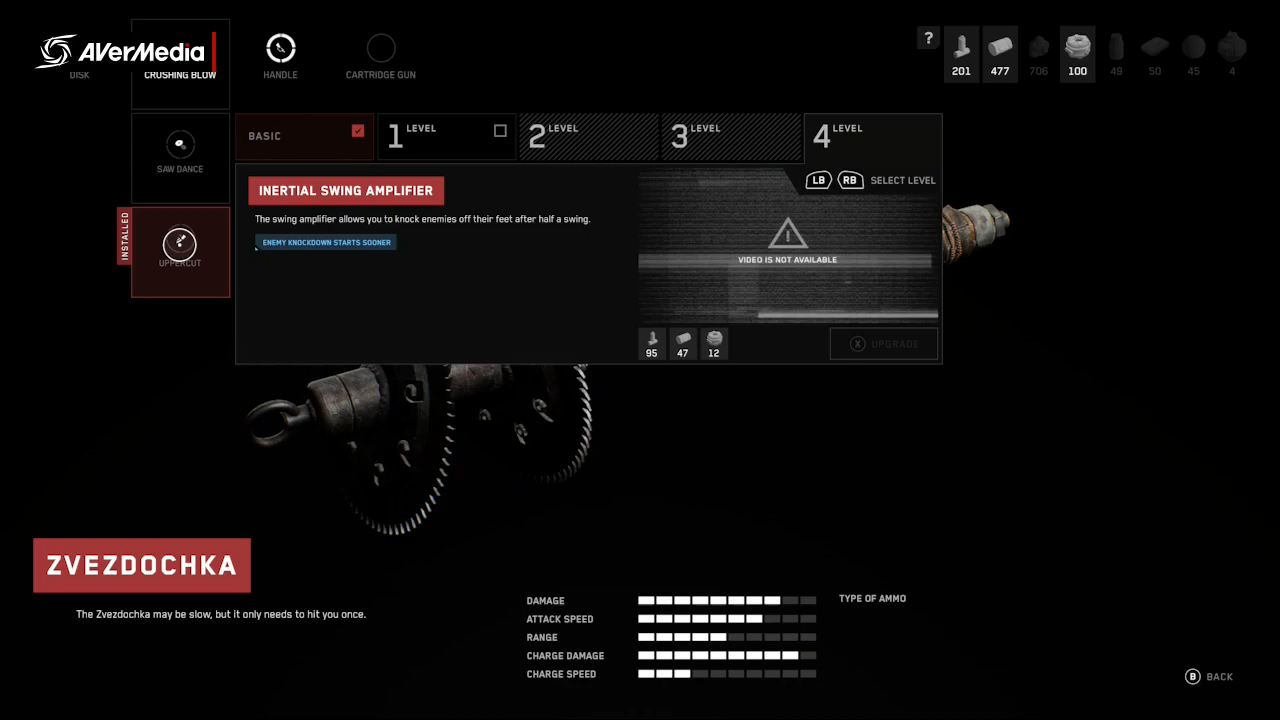 AVerMedia
DISK
CRUSHING BLOW
HANDLE
CARTRIDGE GUN
?
201
477
706
100
49
50
45
4
BASIC
1 LEVEL
2 LEVEL
3 LEVEL
4 LEVEL
SAW DANCE
INERTIAL SWING AMPLIFIER
LB RB SELECT LEVEL
The swing amplifier allows you to knock enemies off their feet after half a swing.
ENEMY KNOCKDOWN STARTS SOONER
INSTALLED
UPPERCUT
VIDEO IS NOT AVAILABLE
95
47
12
X UPGRADE
ZVEZDOCHKA
The Zvezdochka may be slow, but it only needs to hit you once.
DAMAGE
TYPE OF AMMO
ATTACK SPEED
RANGE
CHARGE DAMAGE
CHARGE SPEED
B BACK